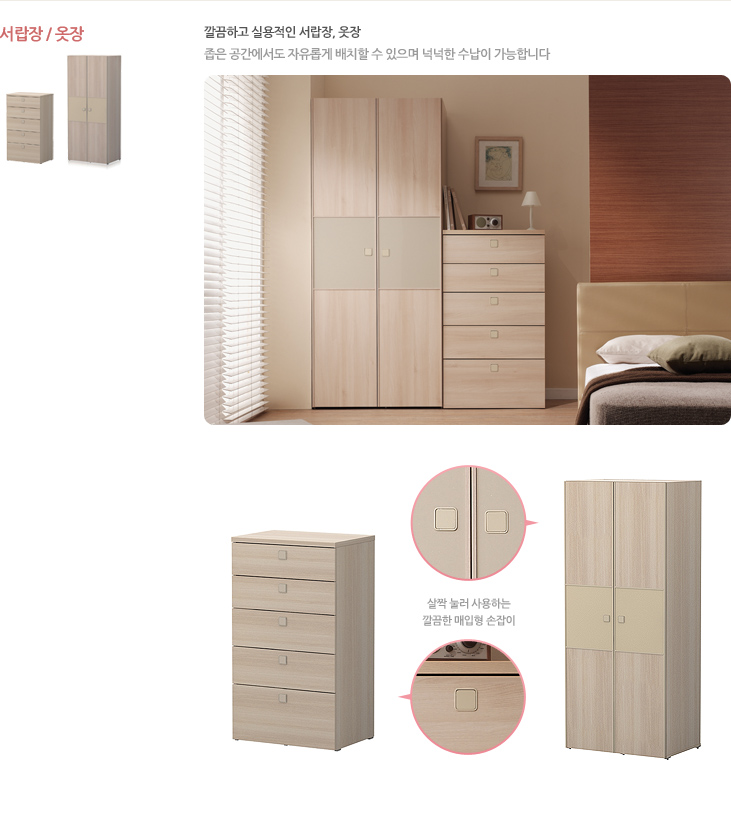 서랍장 / 옷장
깔끔하고 실용적인 서랍장, 옷장
좁은 공간에서도 자유롭게 배치할 수 있으며 넉넉한 수납이 가능합니다
살짝 눌러 사용하는
깔끔한 매입형 손잡이